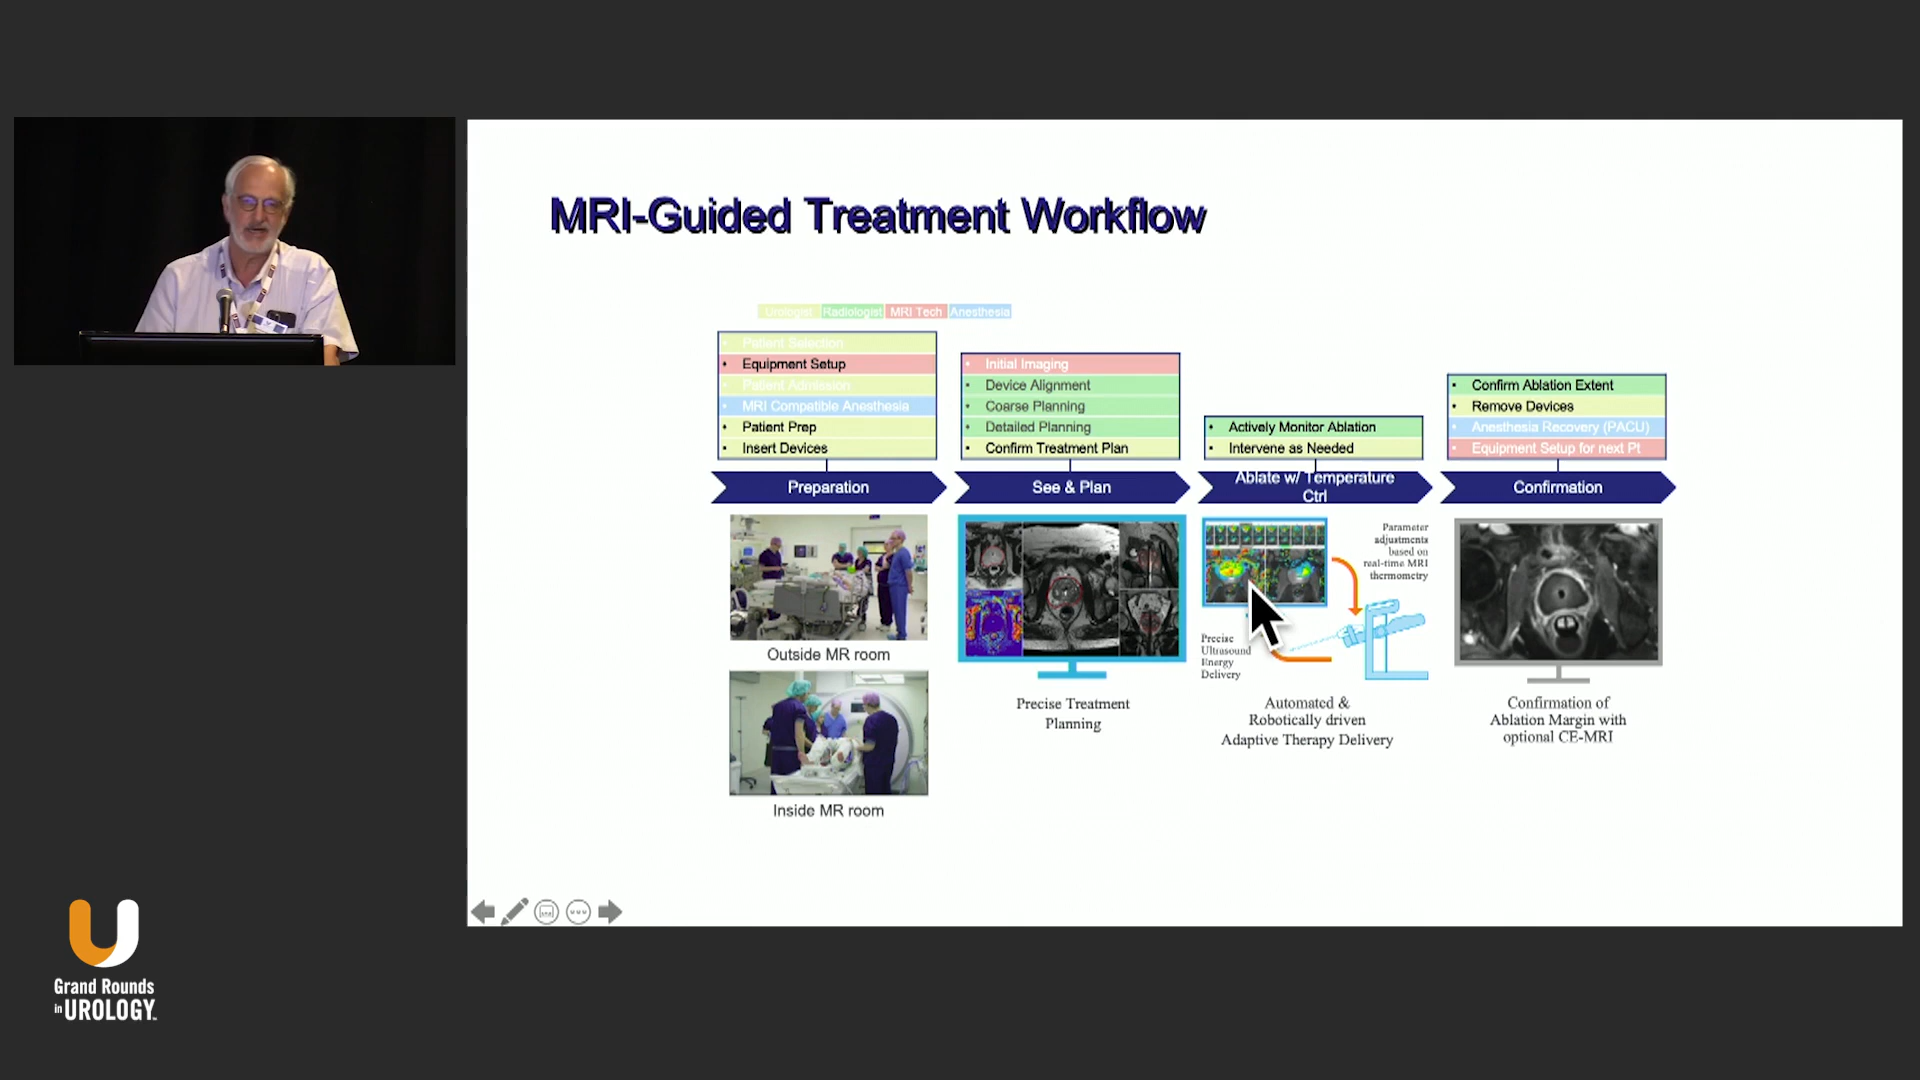 MRI-Guided Treatment Workflow
Urologist Radiologist MRI Tech Anesthesia
• Patient Selection
• Equipment Setup
• Patient Admission
• MRI Compatible Anesthesia
• Patient Prep
• Insert Devices
Preparation
Outside MR room
Inside MR room
• Initial Imaging
• Device Alignment
• Coarse Planning
• Detailed Planning
• Confirm Treatment Plan
See & Plan
Precise Treatment
Planning
• Actively Monitor Ablation
• Intervene as Needed
Ablate w/ Temperature
Ctrl
Parameter
adjustments
based on
real-time MRI
thermometry
Precise
Ultrasound
Energy
Delivery
Automated &
Robotically driven
Adaptive Therapy Delivery
• Confirm Ablation Extent
• Remove Devices
• Anesthesia Recovery (PACU)
• Equipment Setup for next Pt
Confirmation
Confirmation of
Ablation Margin with
optional CE-MRI
Grand Rounds
in UROLOGY™